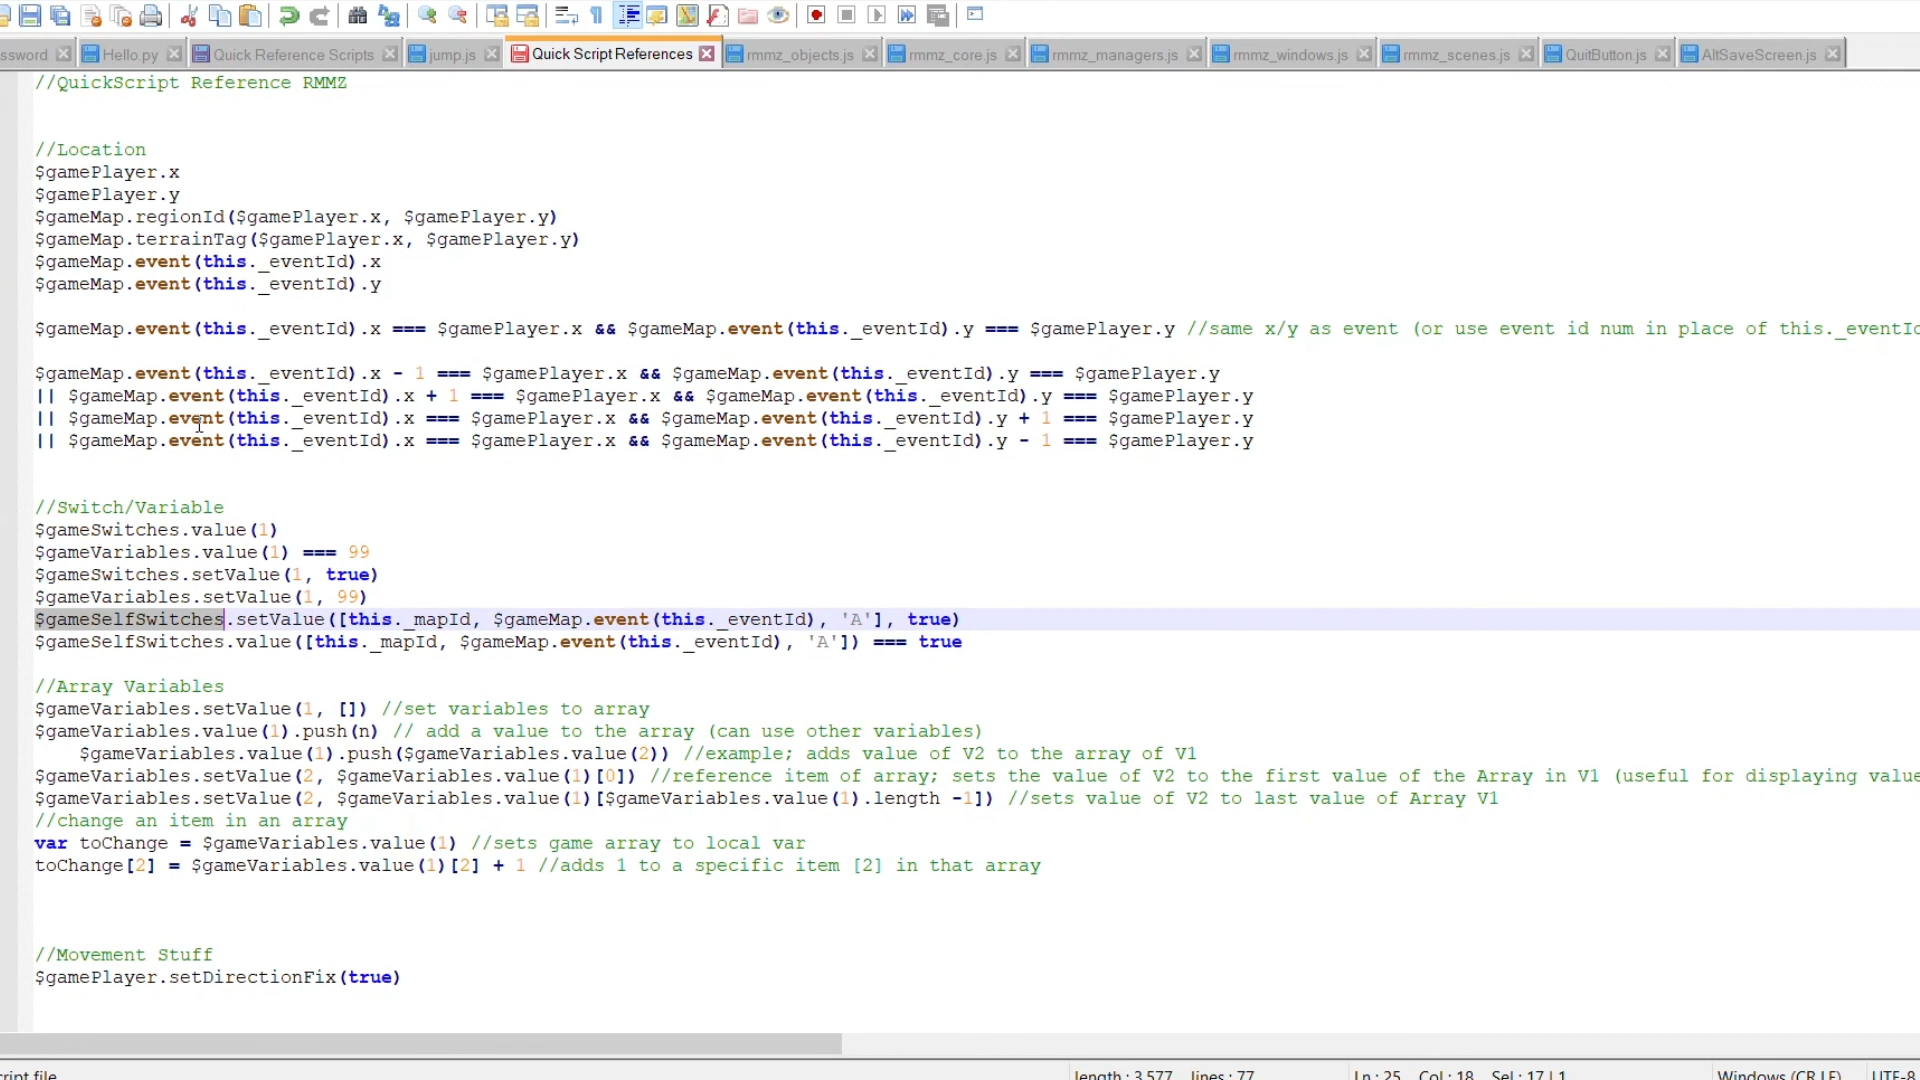 ssword Hello.py Quick Reference Scripts jump.js Quick Script References rmmz_objects.js rmmz_core.js rmmz_managers.js rmmz_windows.js rmmz_scenes.js QuitButton.js AltSaveScreen.js
//QuickScript Reference RMMZ
//Location
$gamePlayer.x
$gamePlayer.y
$gameMap.regionId($gamePlayer.x, $gamePlayer.y)
$gameMap.terrainTag($gamePlayer.x, $gamePlayer.y)
$gameMap.event(this._eventId).x
$gameMap.event(this._eventId).y
$gameMap.event(this._eventId).x === $gamePlayer.x && $gameMap.event(this._eventId).y === $gamePlayer.y //same x/y as event (or use event id num in place of this._eventId
$gameMap.event(this._eventId).x - 1 === $gamePlayer.x && $gameMap.event(this._eventId).y === $gamePlayer.y
|| $gameMap.event(this._eventId).x + 1 === $gamePlayer.x && $gameMap.event(this._eventId).y === $gamePlayer.y
|| $gameMap.event(this._eventId).x === $gamePlayer.x && $gameMap.event(this._eventId).y + 1 === $gamePlayer.y
|| $gameMap.event(this._eventId).x === $gamePlayer.x && $gameMap.event(this._eventId).y - 1 === $gamePlayer.y
//Switch/Variable
$gameSwitches.value(1)
$gameVariables.value(1) === 99
$gameSwitches.setValue(1, true)
$gameVariables.setValue(1, 99)
$gameSelfSwitches.setValue([this._mapId, $gameMap.event(this._eventId), 'A'], true)
$gameSelfSwitches.value([this._mapId, $gameMap.event(this._eventId), 'A']) === true
//Array Variables
$gameVariables.setValue(1, []) //set variables to array
$gameVariables.value(1).push(n) // add a value to the array (can use other variables)
$gameVariables.value(1).push($gameVariables.value(2)) //example; adds value of V2 to the array of V1
$gameVariables.setValue(2, $gameVariables.value(1)[0]) //reference item of array; sets the value of V2 to the first value of the Array in V1 (useful for displaying value
$gameVariables.setValue(2, $gameVariables.value(1)[$gameVariables.value(1).length -1]) //sets value of V2 to last value of Array V1
//change an item in an array
var toChange = $gameVariables.value(1) //sets game array to local var
toChange[2] = $gameVariables.value(1)[2] + 1 //adds 1 to a specific item [2] in that array
//Movement Stuff
$gamePlayer.setDirectionFix(true)
cript file length : 3,577 lines : 77 Ln : 25 Col : 18 Sel : 17 | 1 Windows (CR LF) UTF-8